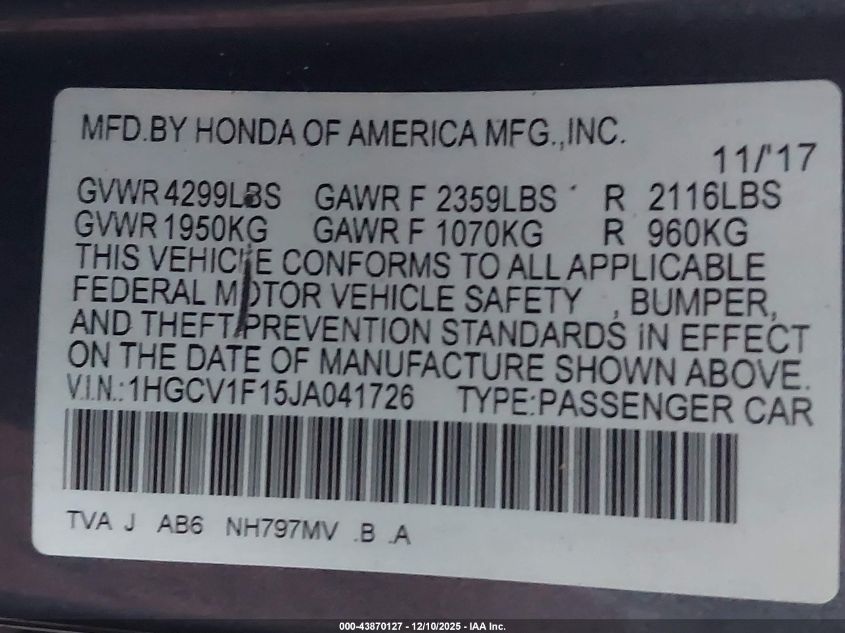 MFD.BY HONDA OF AMERICA MFG.,INC.
11/'17
GVWR 4299LBS GAWR F 2359LBS R 2116LBS
GVWR 1950KG GAWR F 1070KG R 960KG
THIS VEHICLE CONFORMS TO ALL APPLICABLE
FEDERAL MOTOR VEHICLE SAFETY , BUMPER,
AND THEFT PREVENTION STANDARDS IN EFFECT
ON THE DATE OF MANUFACTURE SHOWN ABOVE.
V.I.N.:1HGCV1F15JA041726 TYPE:PASSENGER CAR
TVA J AB6 NH797MV .B .A
000-43870127 - 12/10/2025 - IAA Inc.